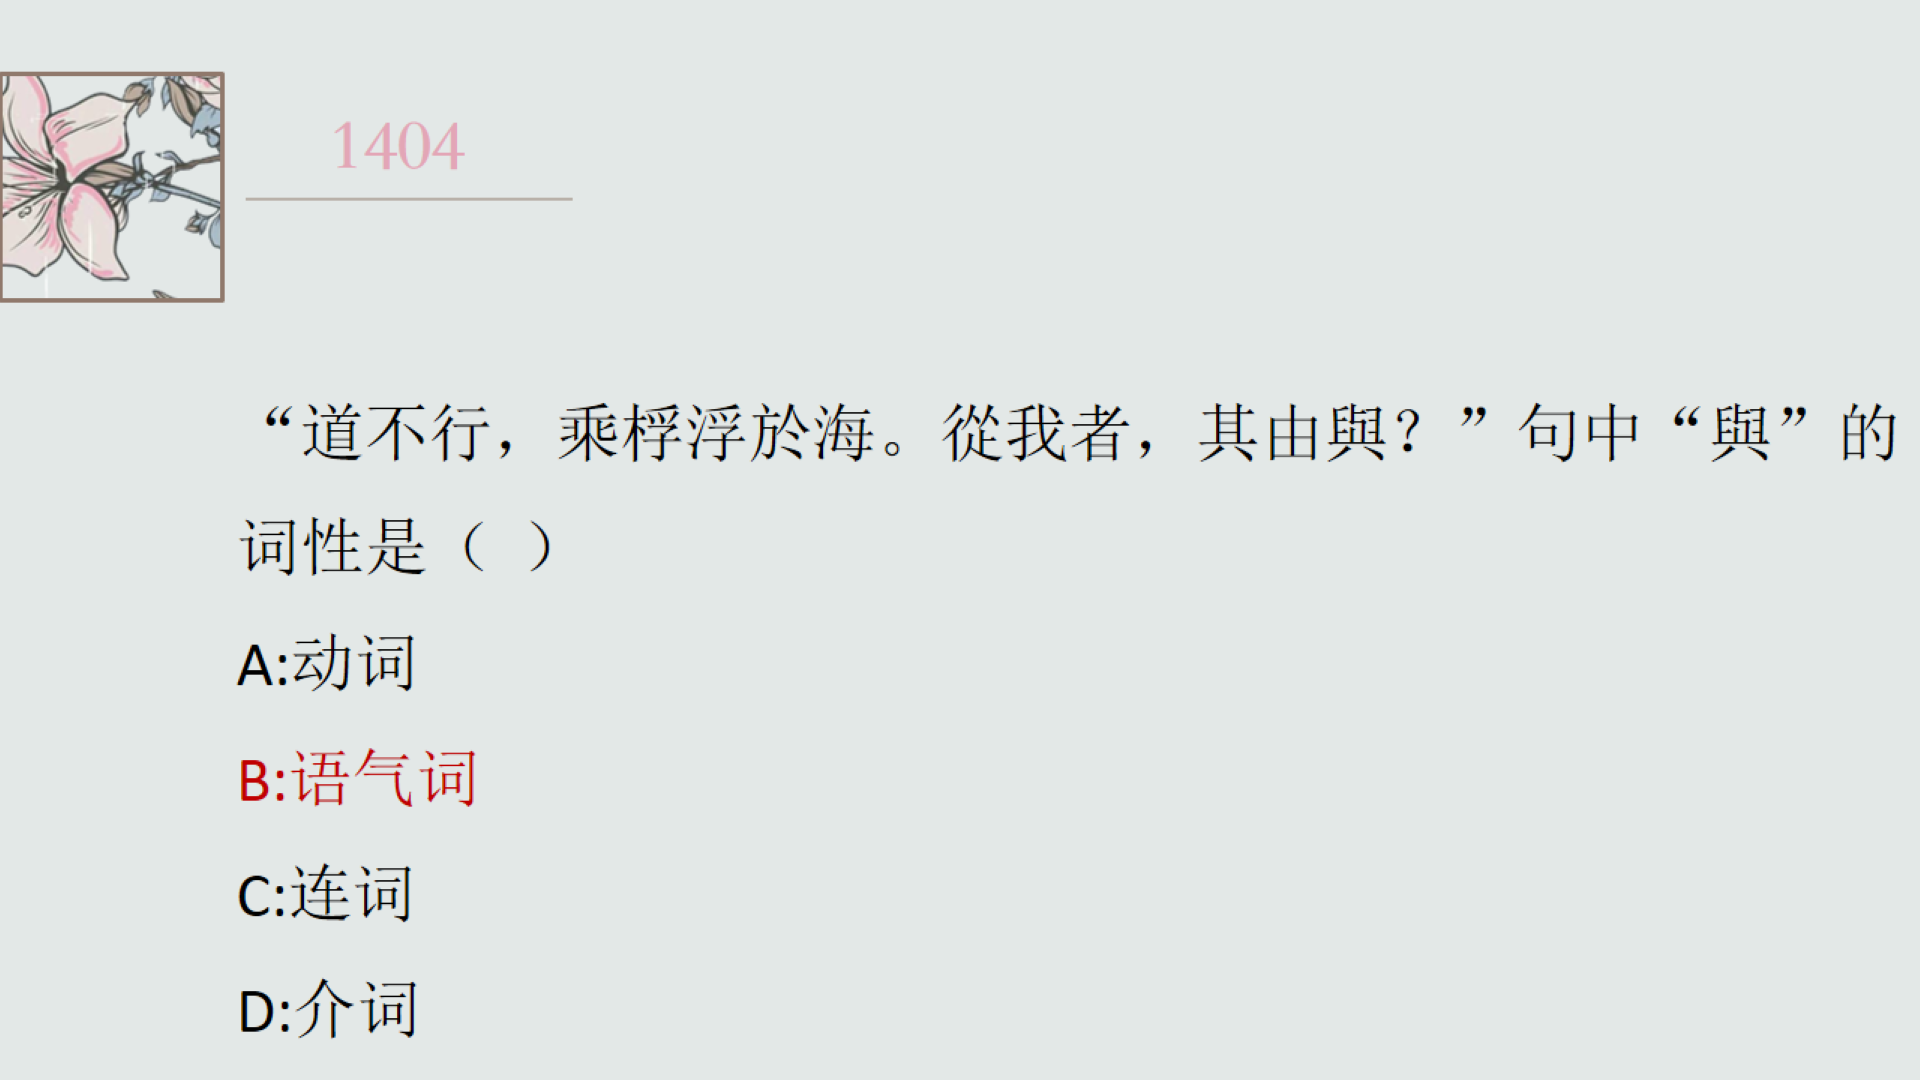 1404
“道不行，乘桴浮於海。從我者，其由與？”句中“與”的
词性是（ ）
A:动词
B:语气词
C:连词
D:介词